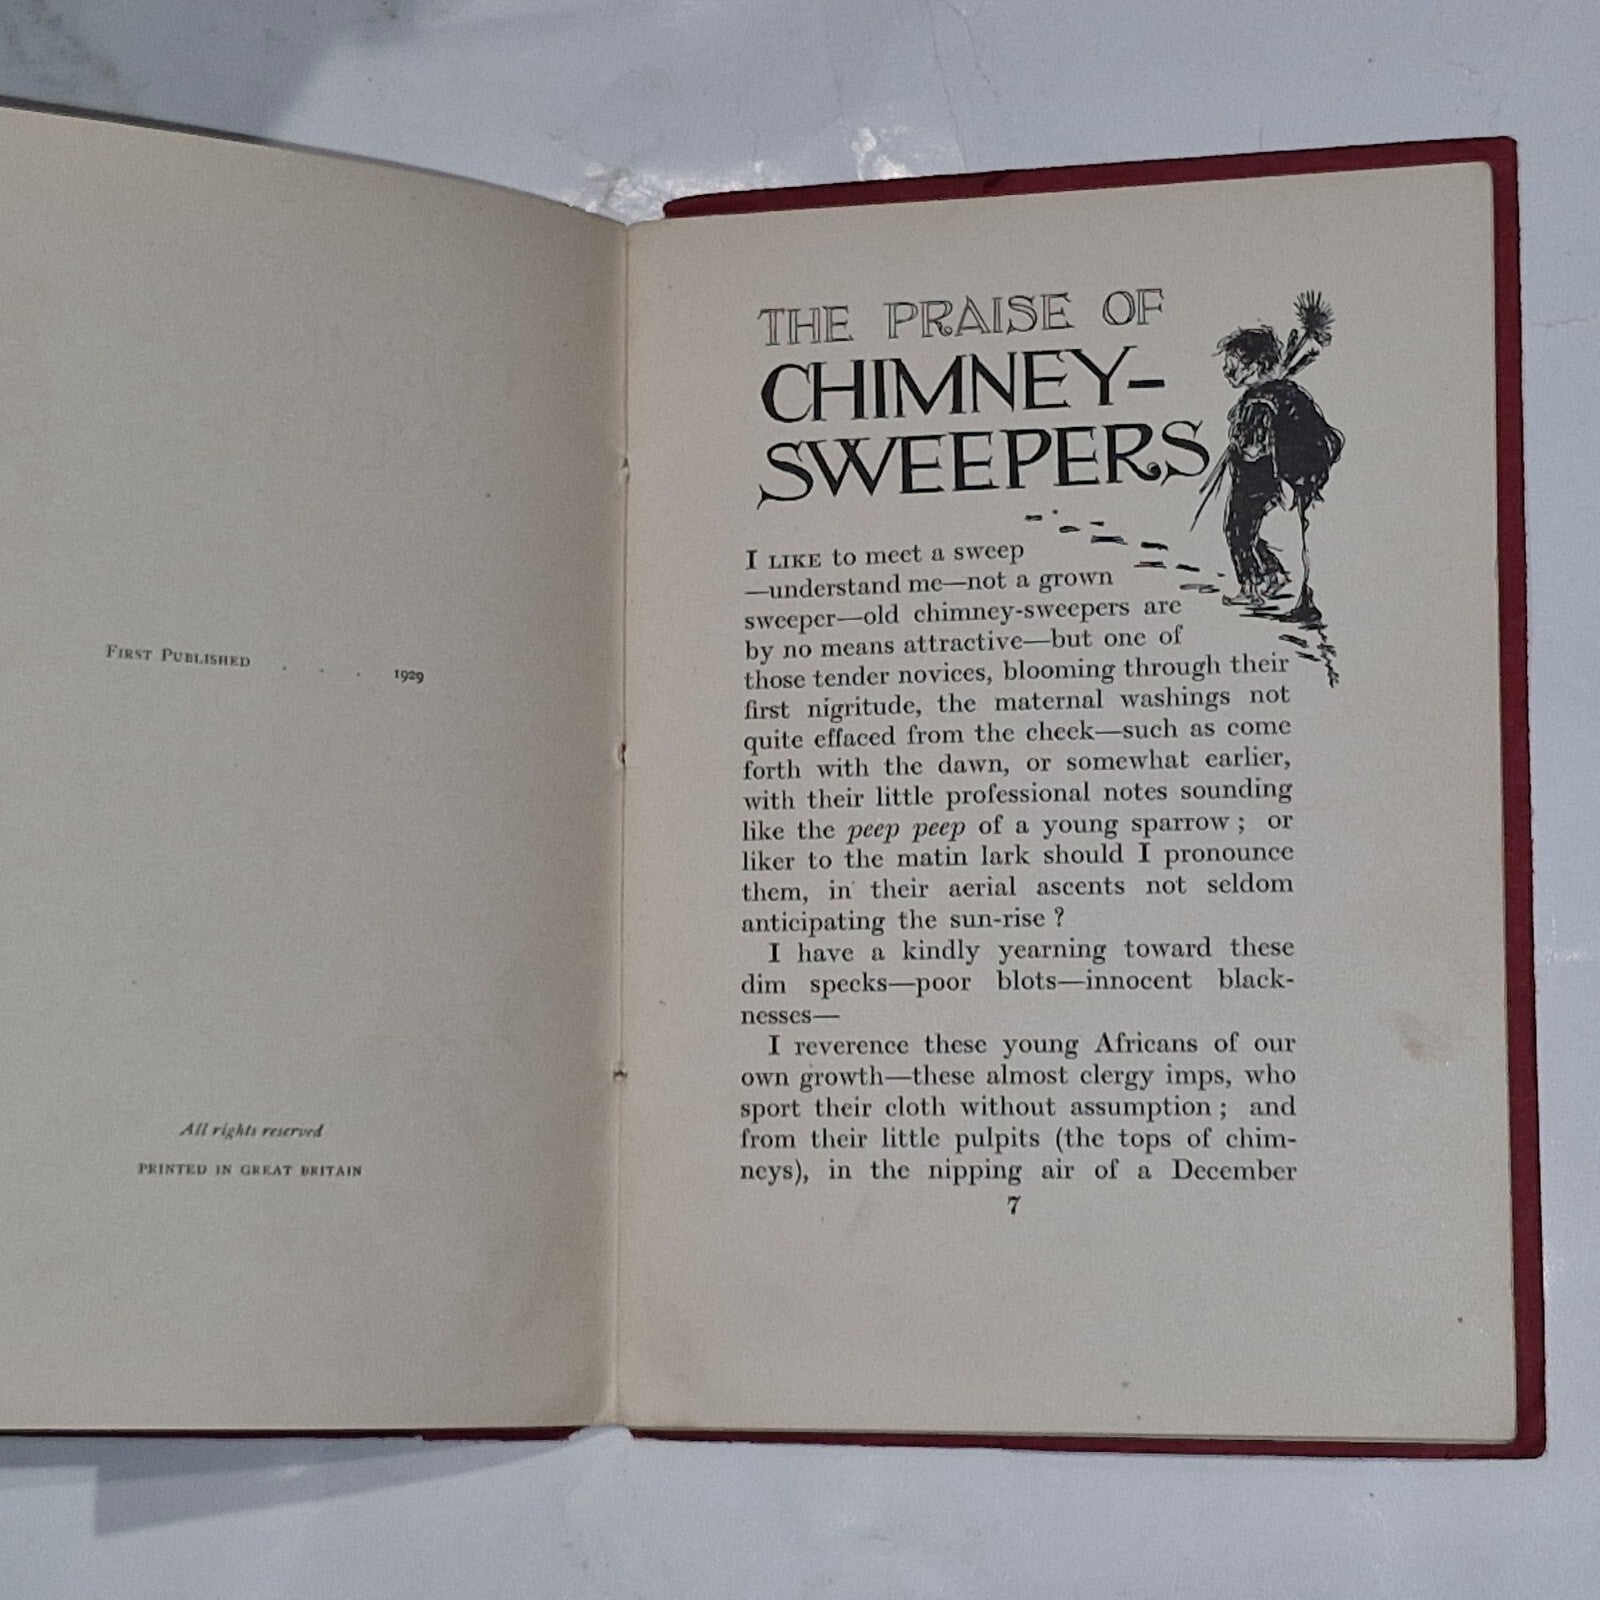 First Published . . . 1929
All rights reserved
PRINTED IN GREAT BRITAIN
THE PRAISE OF
CHIMNEY-
SWEEPERS
I LIKE to meet a sweep
—understand me—not a grown
sweeper—old chimney-sweepers are
by no means attractive—but one of
those tender novices, blooming through their
first nigritude, the maternal washings not
quite effaced from the cheek—such as come
forth with the dawn, or somewhat earlier,
with their little professional notes sounding
like the peep peep of a young sparrow ; or
liker to the matin lark should I pronounce
them, in their aerial ascents not seldom
anticipating the sun-rise ?
I have a kindly yearning toward these
dim specks—poor blots—innocent black-
nesses—
I reverence these young Africans of our
own growth—these almost clergy imps, who
sport their cloth without assumption ; and
from their little pulpits (the tops of chim-
neys), in the nipping air of a December
7